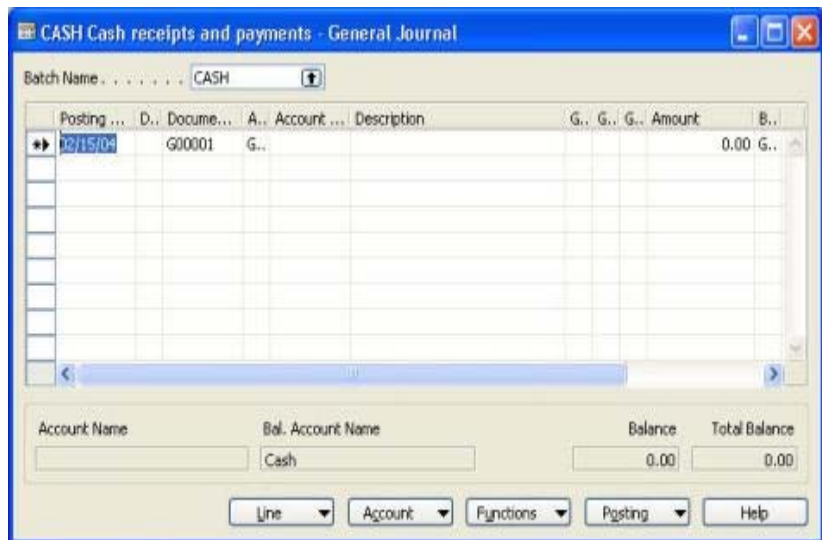 CASH Cash receipts and payments - General Journal
Batch Name . . . . . . . CASH
Posting ... D.. Docume... A.. Account ... Description G.. G.. G.. Amount B..
02/15/04 G00001 G.. 0.00 G..
Account Name Bal. Account Name Balance Total Balance
Cash 0.00 0.00
Line Account Functions Posting Help